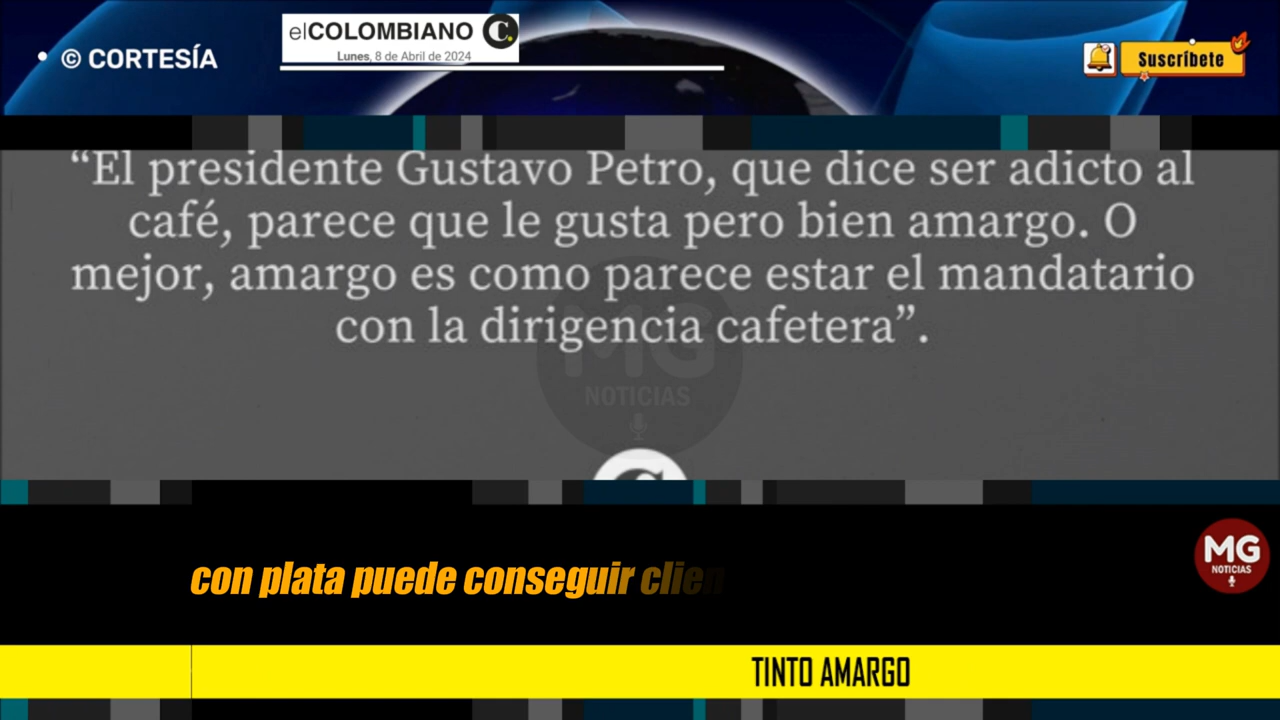 © CORTESÍA
elCOLOMBIANO C.
Lunes, 8 de Abril de 2024
Suscríbete
“El presidente Gustavo Petro, que dice ser adicto al
café, parece que le gusta pero bien amargo. O
mejor, amargo es como parece estar el mandatario
con la dirigencia cafetera”.
MG
NOTICIAS
con plata puede conseguir clien
MG
NOTICIAS
TINTO AMARGO